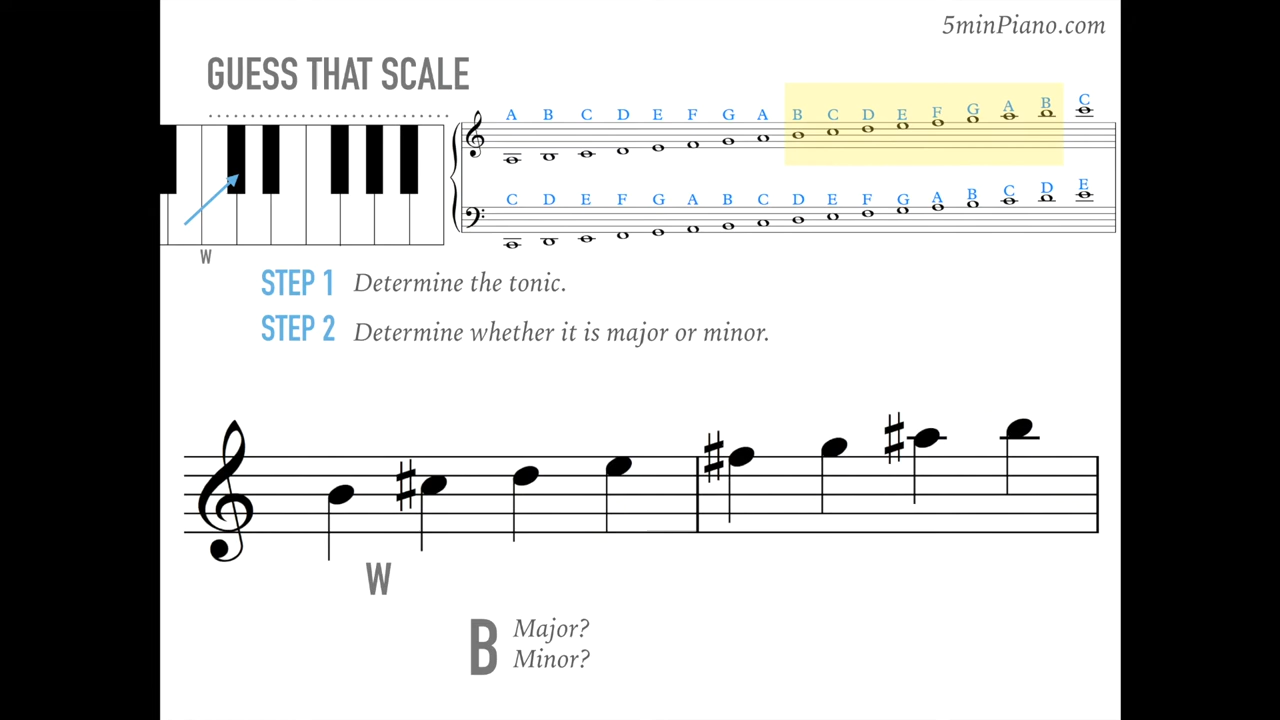 5minPiano.com
GUESS THAT SCALE
A B C D E F G A B C D E F G A B C
C D E F G A B C D E F G A B C D E
W
STEP 1 Determine the tonic.
STEP 2 Determine whether it is major or minor.
W
B Major?
Minor?